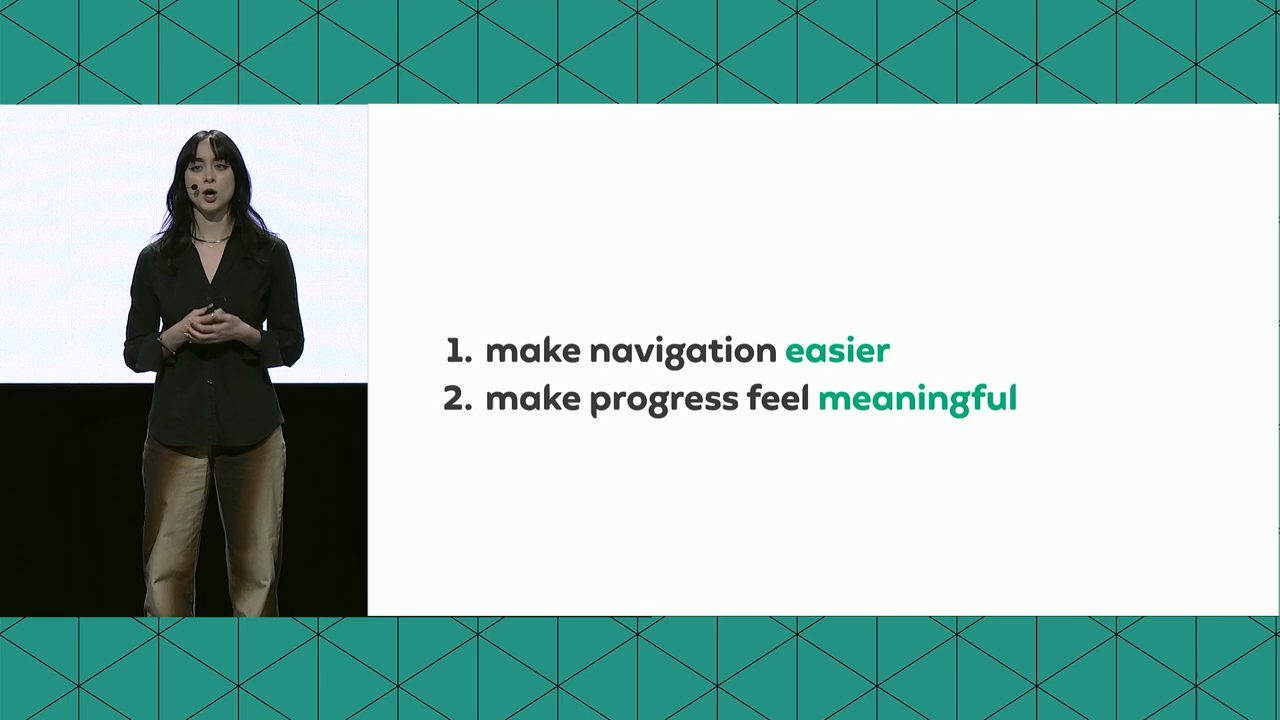 1. make navigation easier
2. make progress feel meaningful